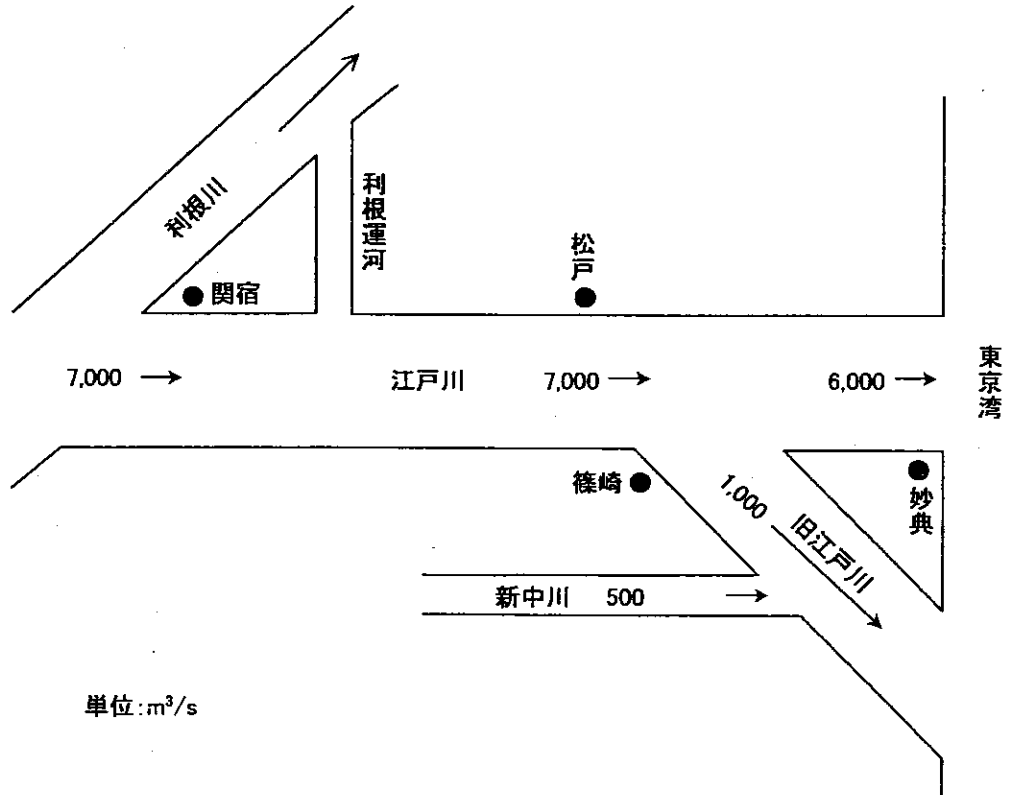 利根川
利根運河
関宿
松戸
7,000
江戸川
7,000
6,000
東京湾
篠崎
1,000
旧江戸川
妙典
新中川 500
単位:m³/s